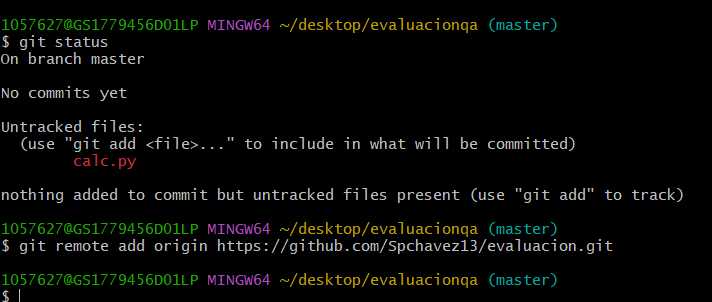 1057627@GS1779456DO1LP MINGW64 ~/desktop/evaluacionqa (master)
$ git status
On branch master
No commits yet
Untracked files:
(use "git add <file>..." to include in what will be committed)
calc.py
nothing added to commit but untracked files present (use "git add" to track)
1057627@GS1779456DO1LP MINGW64 ~/desktop/evaluacionqa (master)
$ git remote add origin https://github.com/Spchavez13/evaluacion.git
1057627@GS1779456DO1LP MINGW64 ~/desktop/evaluacionqa (master)
$